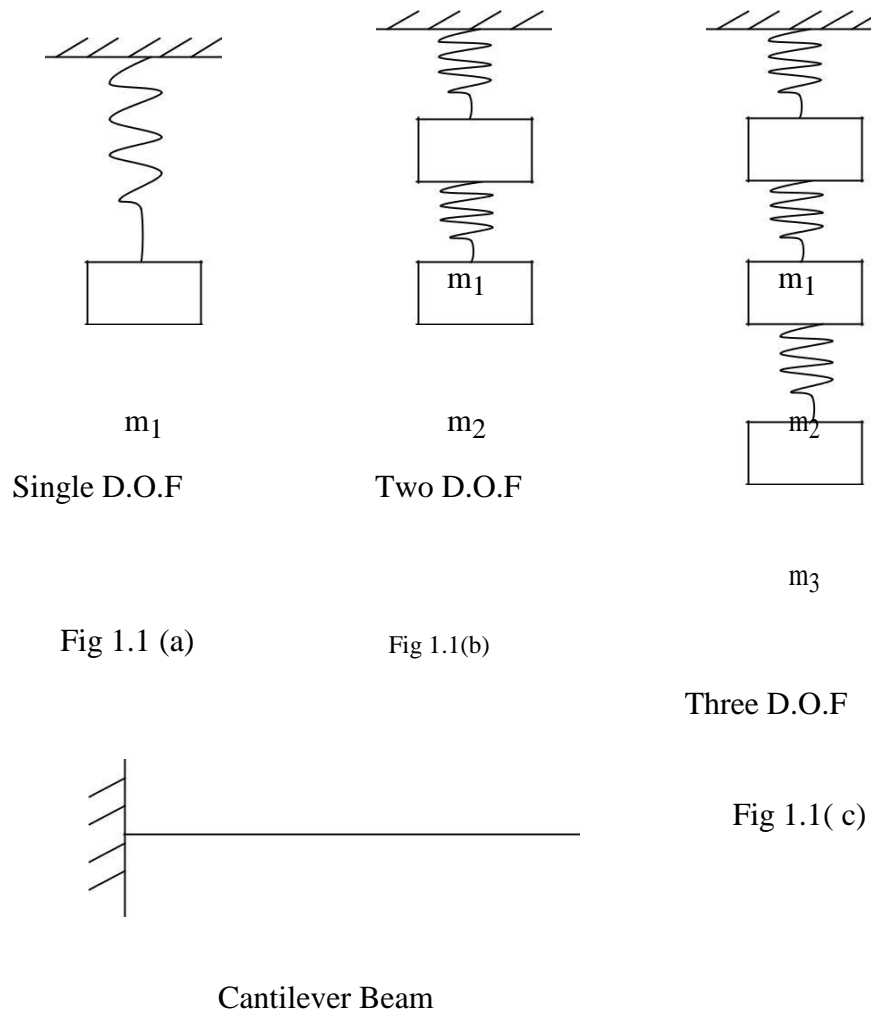 m1 m1
m1 m2 m2
Single D.O.F Two D.O.F
m3
Fig 1.1 (a) Fig 1.1(b)
Three D.O.F
Fig 1.1( c)
Cantilever Beam